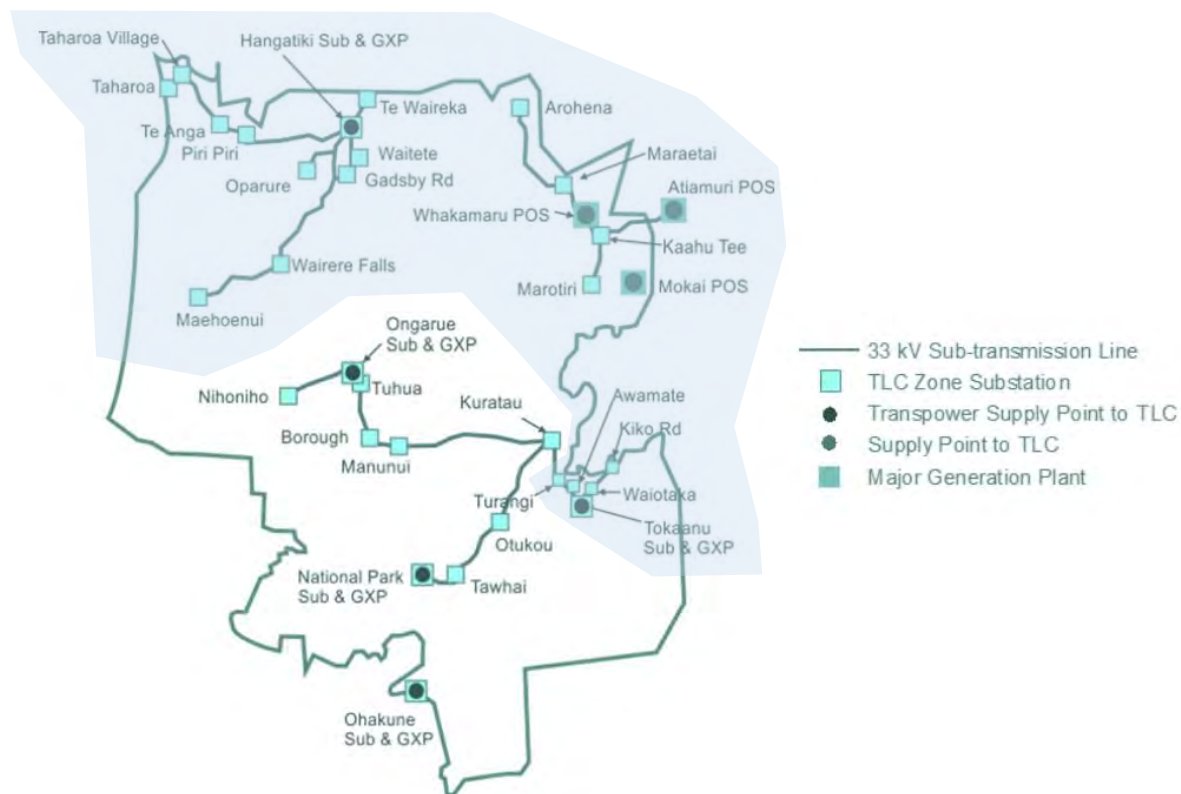 Taharoa Village
Hangatiki Sub & GXP
Taharoa
Te Waireka
Arohena
Te Anga
Piri Piri
Waitete
Maraetai
Oparure
Gadsby Rd
Atiamuri POS
Whakamaru POS
Kaahu Tee
Wairere Falls
Marotiri
Mokai POS
Maehoenui
Ongarue
Sub & GXP
Nihoniho
Tuhua
Kuratau
Awamate
Kiko Rd
Borough
Manunui
Turangi
Waiotaka
Tokaanu
Sub & GXP
Otukou
National Park
Sub & GXP
Tawhai
Ohakune
Sub & GXP
33 kV Sub-transmission Line
TLC Zone Substation
Transpower Supply Point to TLC
Supply Point to TLC
Major Generation Plant